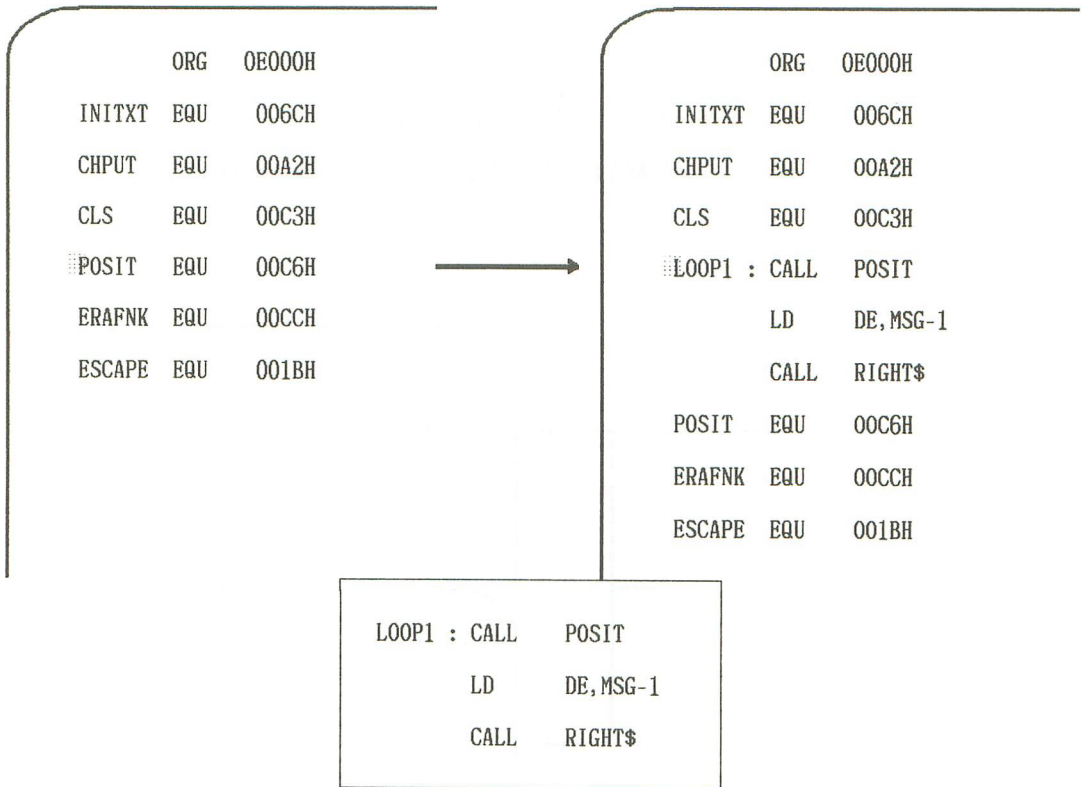 ORG 0E000H
INITXT EQU 006CH
CHPUT EQU 00A2H
CLS EQU 00C3H
POSIT EQU 00C6H
ERAFNK EQU 00CCH
ESCAPE EQU 001BH
ORG 0E000H
INITXT EQU 006CH
CHPUT EQU 00A2H
CLS EQU 00C3H
LOOP1 : CALL POSIT
LD DE,MSG-1
CALL RIGHT$
POSIT EQU 00C6H
ERAFNK EQU 00CCH
ESCAPE EQU 001BH
LOOP1 : CALL POSIT
LD DE,MSG-1
CALL RIGHT$